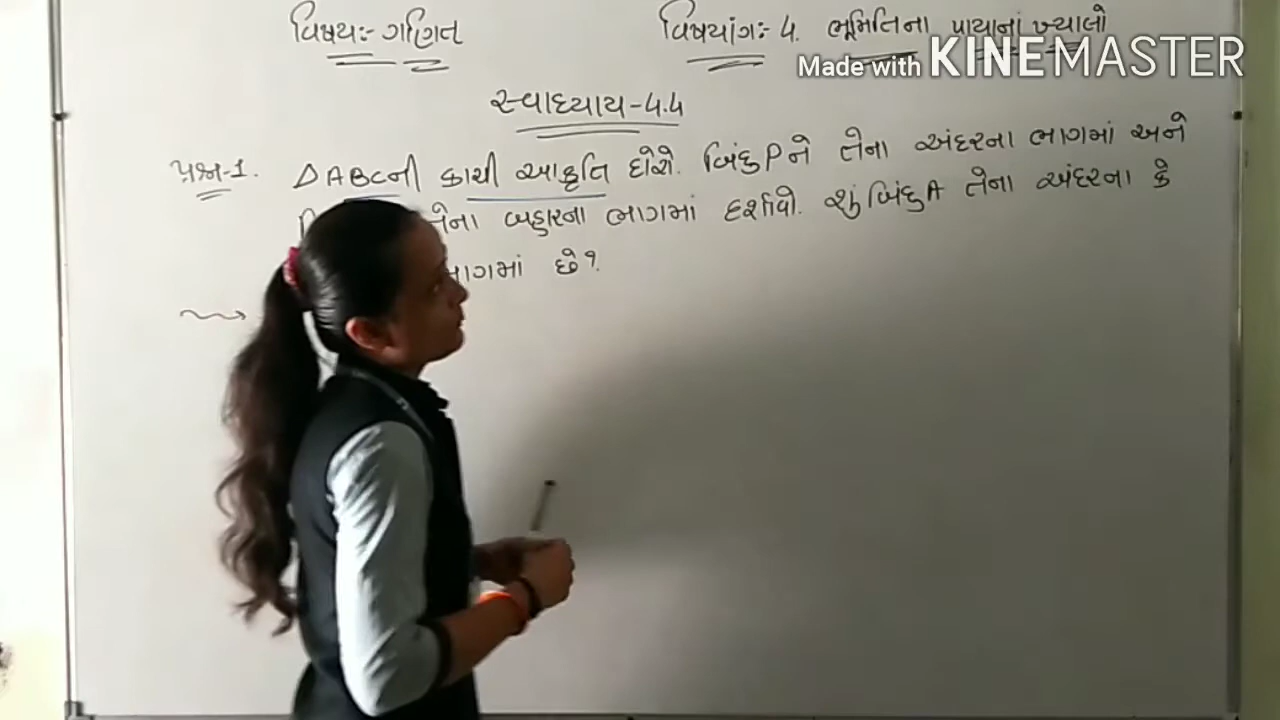 વિષયઃ- ગણિત
વિષયાંગઃ- 4. ભૂમિતિના પાયાનાં ખ્યાલો
Made with KINEMASTER
સ્વાધ્યાય-4.4
પ્રશ્ન-1. ΔABCની કાચી આકૃતિ દોરો. બિંદુ P ને તેના અંદરના ભાગમાં અને
તેના બહારના ભાગમાં દર્શાવો. શું બિંદુ A તેના અંદરના કે
ભાગમાં છે?